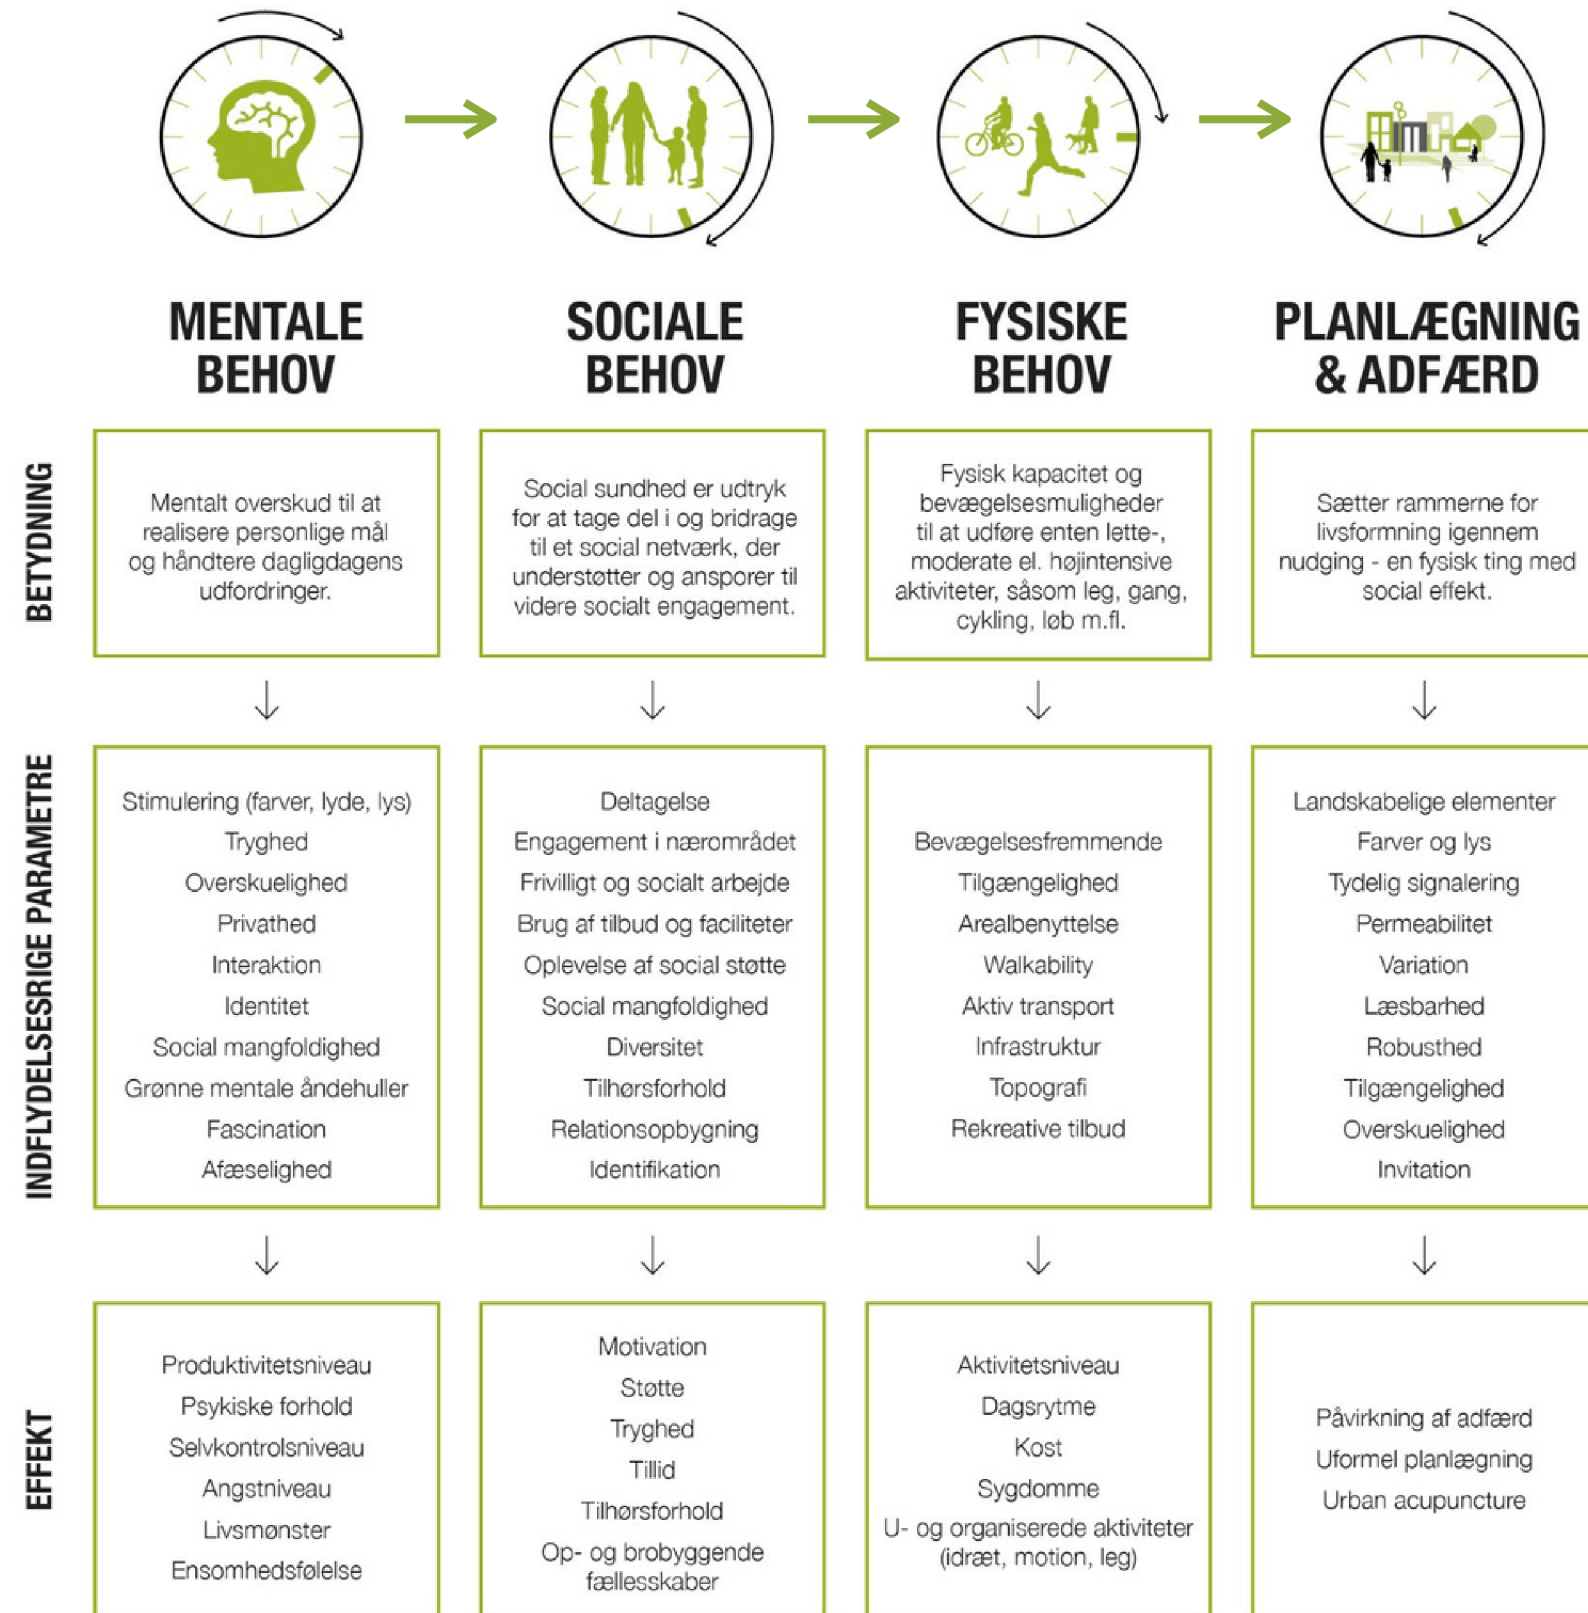 MENTALE
BEHOV
SOCIALE
BEHOV
FYSISKE
BEHOV
PLANLÆGNING
& ADFÆRD
BETYDNING
Mentalt overskud til at
realisere personlige mål
og håndtere dagligdagens
udfordringer.
Social sundhed er udtryk
for at tage del i og bridrage
til et social netværk, der
understøtter og ansporer til
videre socialt engagement.
Fysisk kapacitet og
bevægelsesmuligheder
til at udføre enten lette-,
moderate el. højintensive
aktiviteter, såsom leg, gang,
cykling, løb m.fl.
Sætter rammerne for
livsformning igennem
nudging - en fysisk ting med
social effekt.
INDFLYDELSESRIGE PARAMETRE
Stimulering (farver, lyde, lys)
Tryghed
Overskuelighed
Privathed
Interaktion
Identitet
Social mangfoldighed
Grønne mentale åndehuller
Fascination
Afæselighed
Deltagelse
Engagement i nærområdet
Frivilligt og socialt arbejde
Brug af tilbud og faciliteter
Oplevelse af social støtte
Social mangfoldighed
Diversitet
Tilhørsforhold
Relationsopbygning
Identifikation
Bevægelsesfremmende
Tilgængelighed
Arealbenyttelse
Walkability
Aktiv transport
Infrastruktur
Topografi
Rekreative tilbud
Landskabelige elementer
Farver og lys
Tydelig signalering
Permeabilitet
Variation
Læsbarhed
Robusthed
Tilgængelighed
Overskuelighed
Invitation
EFFEKT
Produktivitetsniveau
Psykiske forhold
Selvkontrolsniveau
Angstniveau
Livsmønster
Ensomhedsfølelse
Motivation
Støtte
Tryghed
Tillid
Tilhørsforhold
Op- og brobyggende
fællesskaber
Aktivitetsniveau
Dagsrytme
Kost
Sygdomme
U- og organiserede aktiviteter
(idræt, motion, leg)
Påvirkning af adfærd
Uformel planlægning
Urban acupuncture